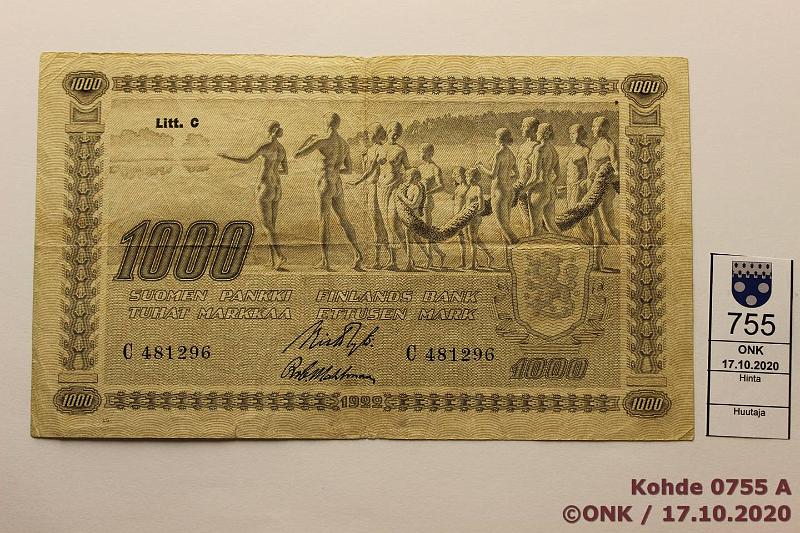 1000
1000
Litt. C
1000
SUOMEN PANKKI FINLANDS BANK
TUHAT MARKKAA ETTUSEN MARK
C 481296
C 481296
1000
1000
1922
1000
755
ONK
17.10.2020
Hinta
Huutaja
Kohde 0755 A
©ONK / 17.10.2020